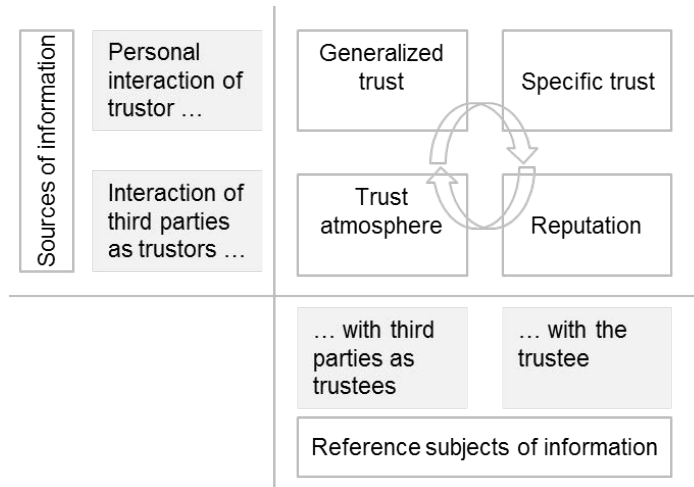 Sources of information
Personal
interaction of
trustor …
Generalized
trust
Specific trust
Interaction of
third parties
as trustors …
Trust
atmosphere
Reputation
… with third
parties as
trustees
… with the
trustee
Reference subjects of information